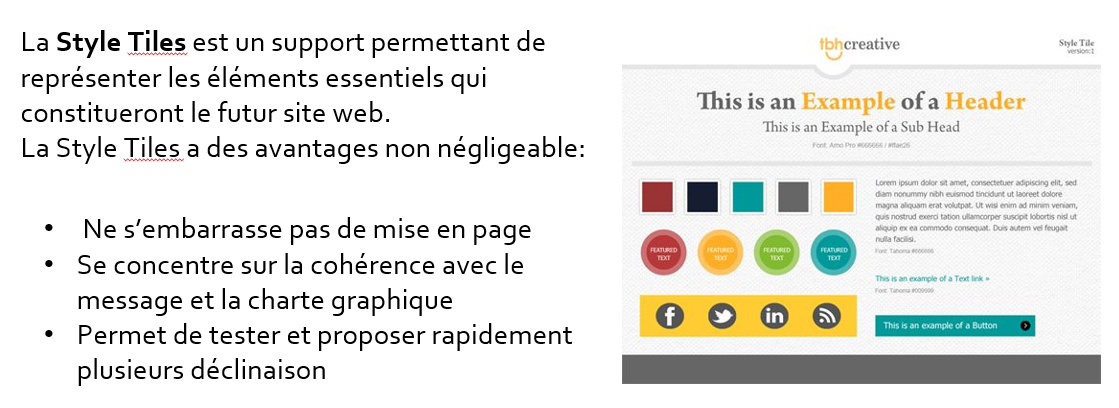 La Style Tiles est un support permettant de
représenter les éléments essentiels qui
constitueront le futur site web.
La Style Tiles a des avantages non négligeable:
• Ne s’embarrasse pas de mise en page
• Se concentre sur la cohérence avec le
message et la charte graphique
• Permet de tester et proposer rapidement
plusieurs déclinaison
tbhcreative
Style Tile
version:1
This is an Example of a Header
This is an Example of a Sub Head
Font: Arno Pro #666666 / #ffae26
FEATURED
TEXT
FEATURED
TEXT
FEATURED
TEXT
FEATURED
TEXT
Lorem ipsum dolor sit amet, consectetuer adipiscing elit, sed
diam nonummy nibh euismod tincidunt ut laoreet dolore
magna aliquam erat volutpat. Ut wisi enim ad minim veniam,
quis nostrud exerci tation ullamcorper suscipit lobortis nisl ut
aliquip ex ea commodo consequat. Duis autem vel feugait
nulla facilisi.
Font: Tahoma #666666
This is an example of a Text link »
Font: Tahoma #009999
This is an example of a Button